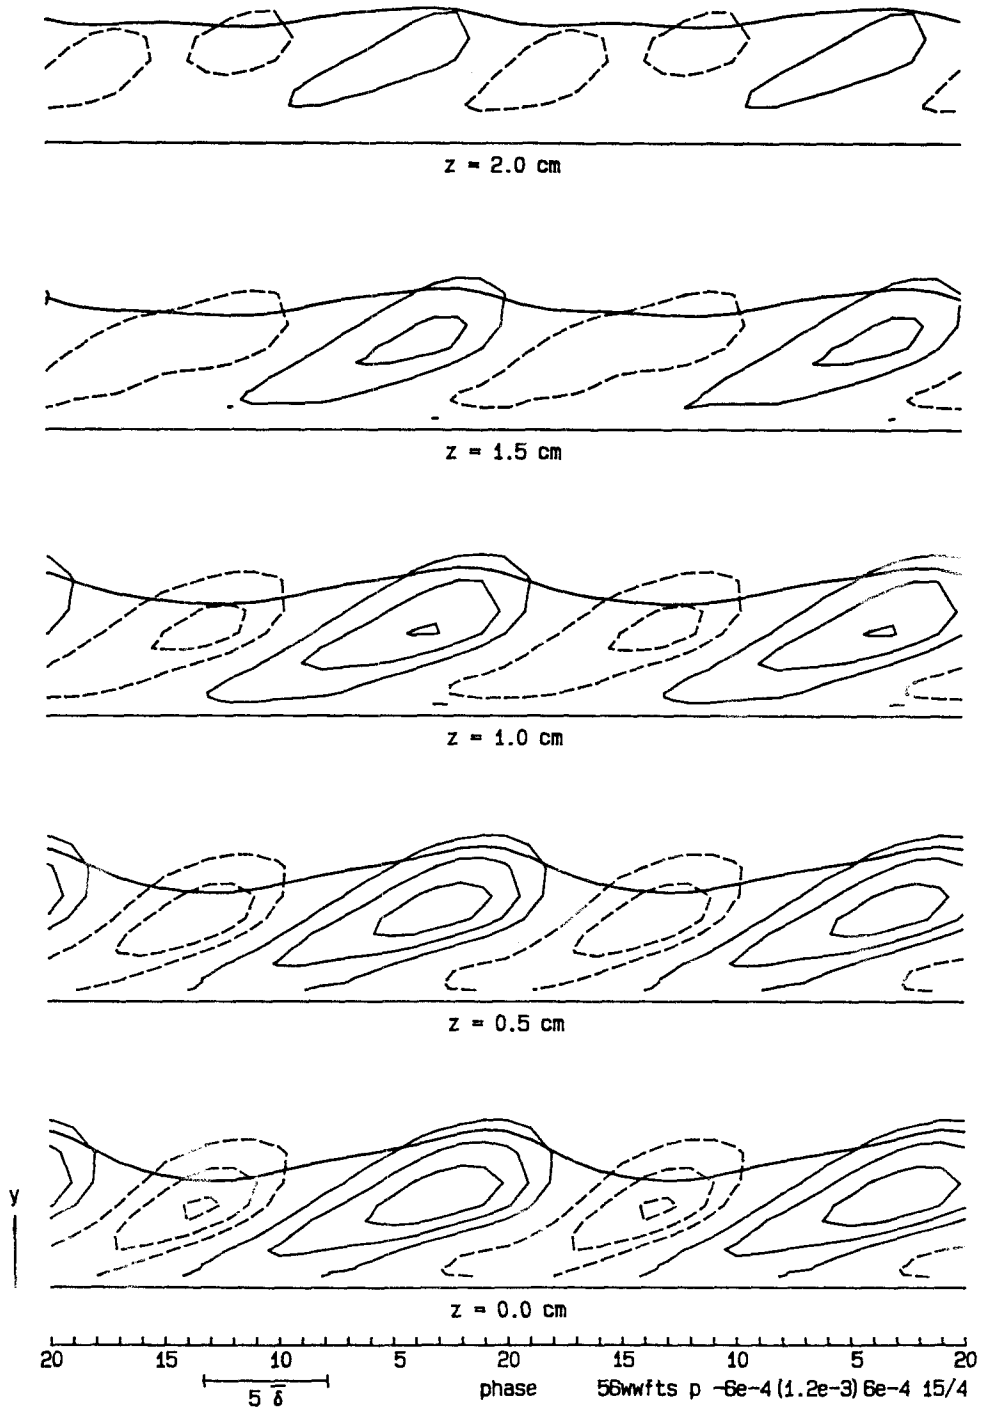 z = 2.0 cm
z = 1.5 cm
z = 1.0 cm
z = 0.5 cm
y
z = 0.0 cm
20 15 10 5 20 15 10 5 20
5 δ̄ phase 56wwfts p -6e-4(1.2e-3)6e-4 15/4